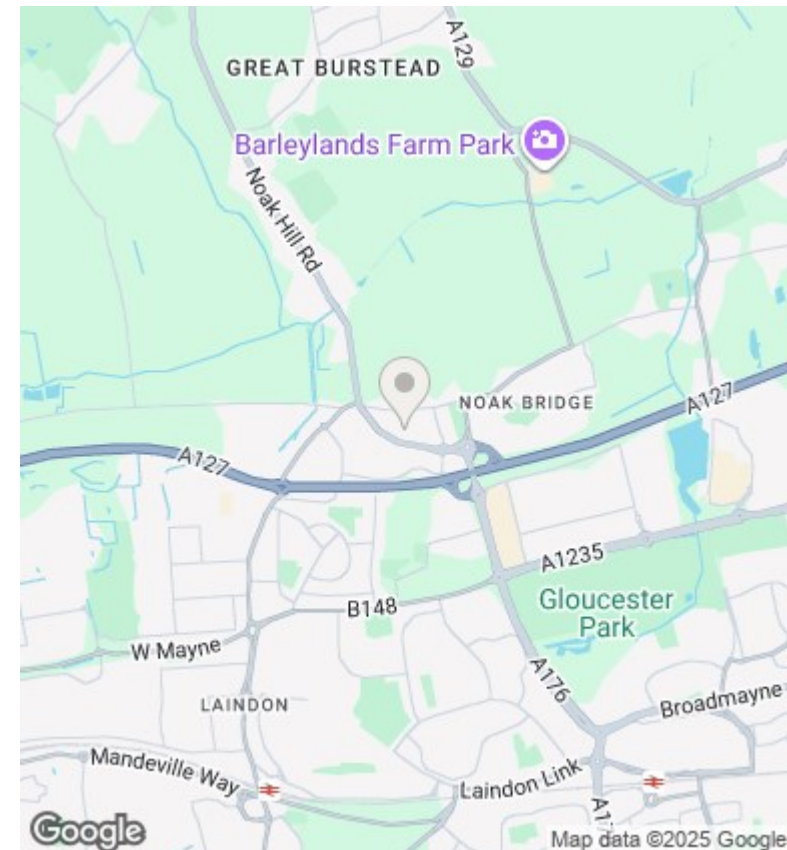 A129
GREAT BURSTEAD
Barleylands Farm Park
Noak Hill Rd
NOAK BRIDGE
A127
A127
A1235
Gloucester
Park
B148
W Mayne
A176
LAINDON
Broadmayne
Mandeville Way
Laindon Link
Google
Map data ©2025 Google